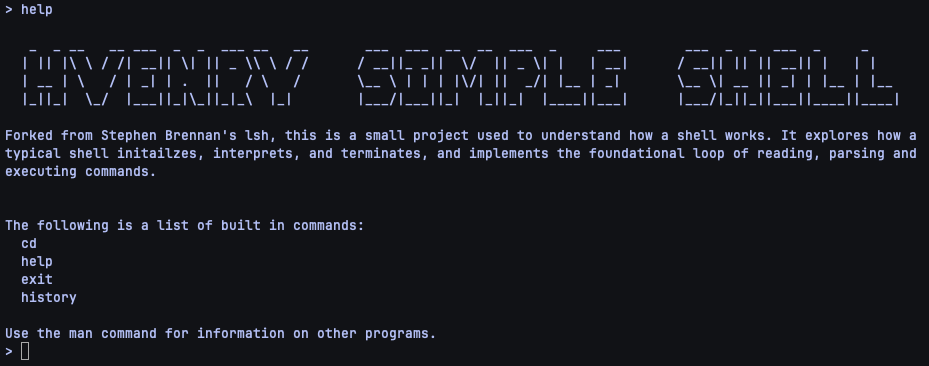 > help
HVENRY SIMPLE SHELL
Forked from Stephen Brennan's lsh, this is a small project used to understand how a shell works. It explores how a
typical shell initailzes, interprets, and terminates, and implements the foundational loop of reading, parsing and
executing commands.
The following is a list of built in commands:
cd
help
exit
history
Use the man command for information on other programs.
>